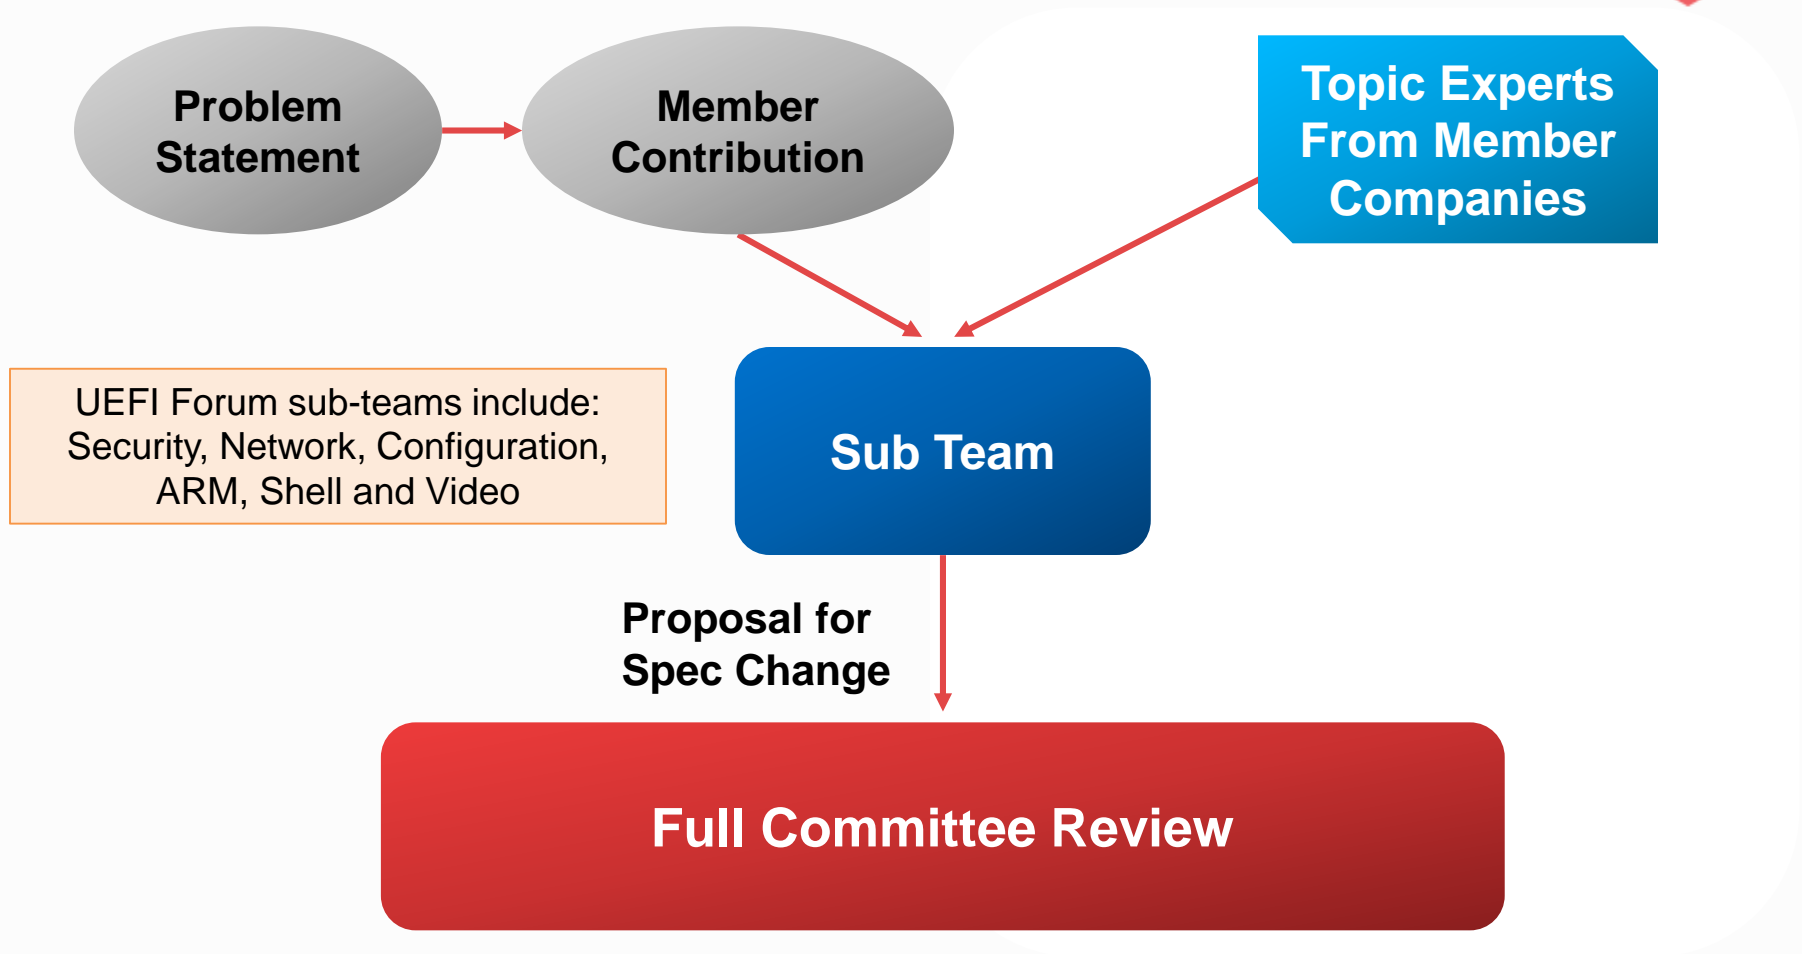 Problem
Statement
Member
Contribution
Topic Experts
From Member
Companies
UEFI Forum sub-teams include:
Security, Network, Configuration,
ARM, Shell and Video
Sub Team
Proposal for
Spec Change
Full Committee Review